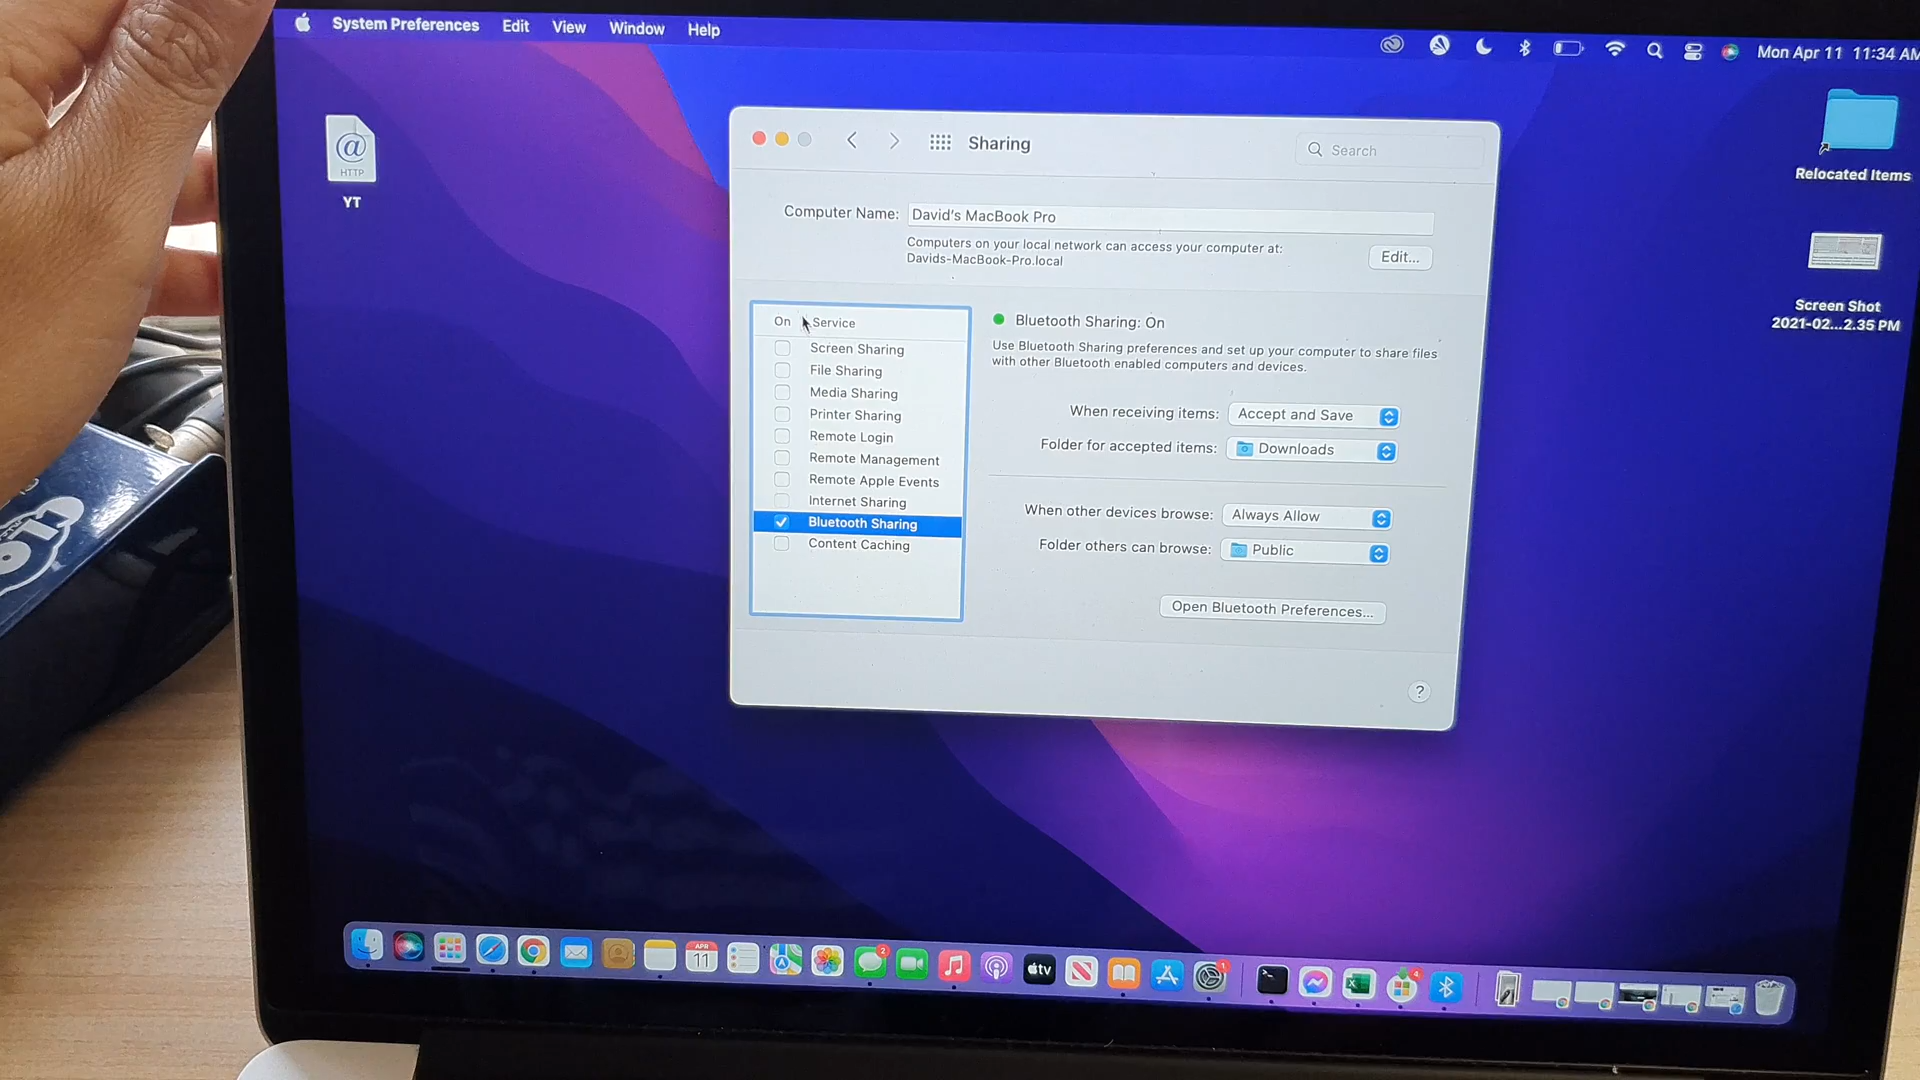 System Preferences Edit View Window Help
Mon Apr 11 11:34 AM
@
HTTP
YT
Relocated Items
Screen Shot
2021-02...2.35 PM
Sharing
Search
Computer Name: David's MacBook Pro
Computers on your local network can access your computer at:
Davids-MacBook-Pro.local
Edit...
On Service
Screen Sharing
File Sharing
Media Sharing
Printer Sharing
Remote Login
Remote Management
Remote Apple Events
Internet Sharing
Bluetooth Sharing
Content Caching
Bluetooth Sharing: On
Use Bluetooth Sharing preferences and set up your computer to share files
with other Bluetooth enabled computers and devices.
When receiving items: Accept and Save
Folder for accepted items: Downloads
When other devices browse: Always Allow
Folder others can browse: Public
Open Bluetooth Preferences...
?
APR
11
2
tv
1
4